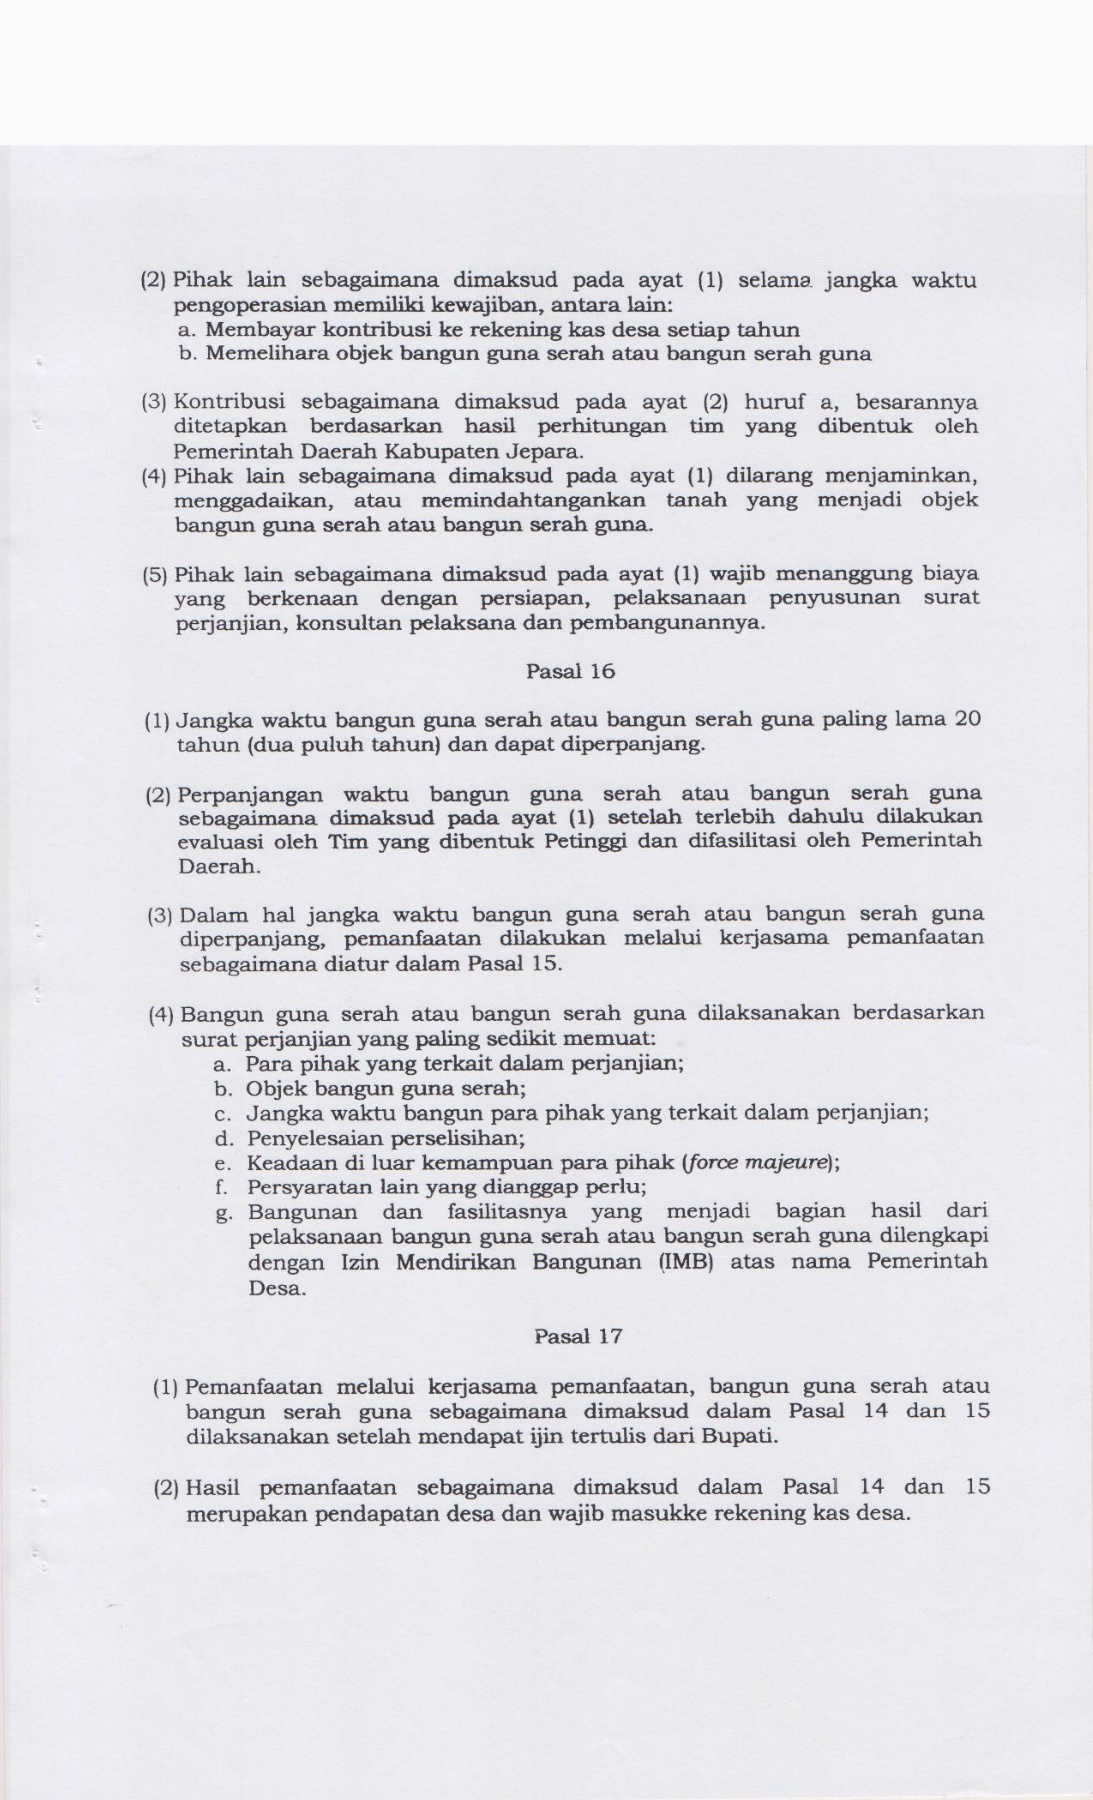 (2) Pihak lain sebagaimana dimaksud pada ayat (1) selama jangka waktu
pengoperasian memiliki kewajiban, antara lain:
a. Membayar kontribusi ke rekening kas desa setiap tahun
b. Memelihara objek bangun guna serah atau bangun serah guna
(3) Kontribusi sebagaimana dimaksud pada ayat (2) huruf a, besarannya
ditetapkan berdasarkan hasil perhitungan tim yang dibentuk oleh
Pemerintah Daerah Kabupaten Jepara.
(4) Pihak lain sebagaimana dimaksud pada ayat (1) dilarang menjaminkan,
menggadaikan, atau memindahtangankan tanah yang menjadi objek
bangun guna serah atau bangun serah guna.
(5) Pihak lain sebagaimana dimaksud pada ayat (1) wajib menanggung biaya
yang berkenaan dengan persiapan, pelaksanaan penyusunan surat
perjanjian, konsultan pelaksana dan pembangunannya.
Pasal 16
(1) Jangka waktu bangun guna serah atau bangun serah guna paling lama 20
tahun (dua puluh tahun) dan dapat diperpanjang.
(2) Perpanjangan waktu bangun guna serah atau bangun serah guna
sebagaimana dimaksud pada ayat (1) setelah terlebih dahulu dilakukan
evaluasi oleh Tim yang dibentuk Petinggi dan difasilitasi oleh Pemerintah
Daerah.
(3) Dalam hal jangka waktu bangun guna serah atau bangun serah guna
diperpanjang, pemanfaatan dilakukan melalui kerjasama pemanfaatan
sebagaimana diatur dalam Pasal 15.
(4) Bangun guna serah atau bangun serah guna dilaksanakan berdasarkan
surat perjanjian yang paling sedikit memuat:
a. Para pihak yang terkait dalam perjanjian;
b. Objek bangun guna serah;
c. Jangka waktu bangun para pihak yang terkait dalam perjanjian;
d. Penyelesaian perselisihan;
e. Keadaan di luar kemampuan para pihak (force majeure);
f. Persyaratan lain yang dianggap perlu;
g. Bangunan dan fasilitasnya yang menjadi bagian hasil dari
pelaksanaan bangun guna serah atau bangun serah guna dilengkapi
dengan Izin Mendirikan Bangunan (IMB) atas nama Pemerintah
Desa.
Pasal 17
(1) Pemanfaatan melalui kerjasama pemanfaatan, bangun guna serah atau
bangun serah guna sebagaimana dimaksud dalam Pasal 14 dan 15
dilaksanakan setelah mendapat ijin tertulis dari Bupati.
(2) Hasil pemanfaatan sebagaimana dimaksud dalam Pasal 14 dan 15
merupakan pendapatan desa dan wajib masukke rekening kas desa.